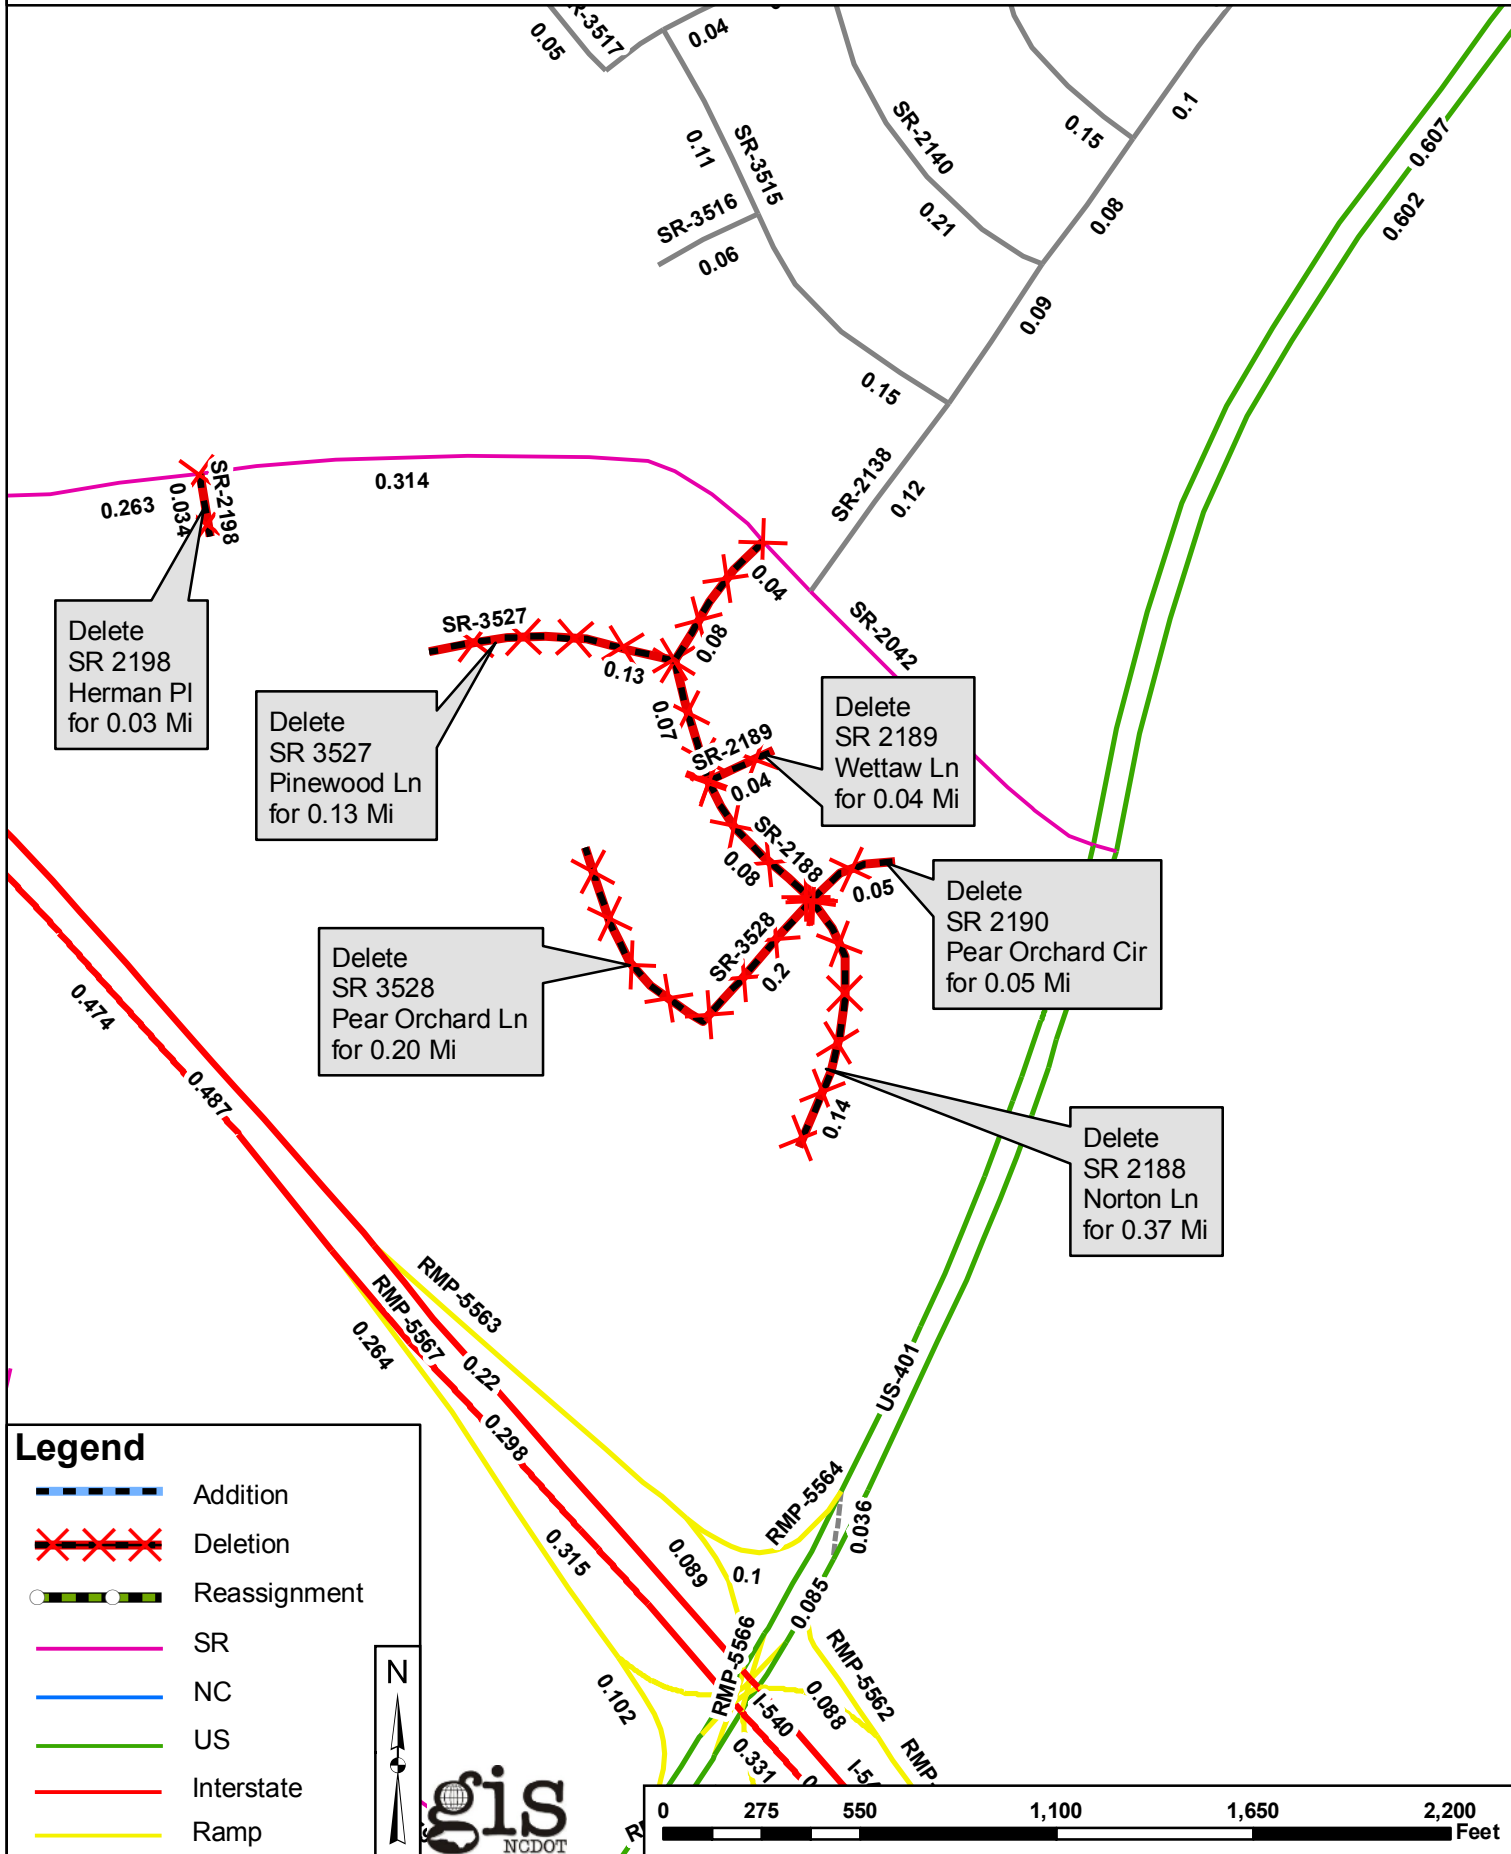 SR-3517
0.05
0.04
0.11
SR-3515
SR-3516
0.06
SR-2140
0.21
0.15
0.1
0.08
0.09
0.607
0.602
0.15
SR-2138
0.12
0.263
0.034
SR-2198
0.314
Delete
SR 2198
Herman Pl
for 0.03 Mi
SR-3527
0.13
0.04
0.08
0.07
SR-2042
Delete
SR 3527
Pinewood Ln
for 0.13 Mi
SR-2189
0.04
Delete
SR 2189
Wettaw Ln
for 0.04 Mi
SR-2188
0.08
0.05
Delete
SR 2190
Pear Orchard Cir
for 0.05 Mi
Delete
SR 3528
Pear Orchard Ln
for 0.20 Mi
SR-3528
0.2
0.14
Delete
SR 2188
Norton Ln
for 0.37 Mi
0.474
0.487
RMP-5563
RMP-5567
0.264
0.22
0.298
US-401
0.315
0.089
RMP-5564
0.1
0.036
0.085
RMP-5566
RMP-5562
0.102
I-540
0.088
0.331
RMP-
Legend
Addition
Deletion
Reassignment
SR
NC
US
Interstate
Ramp
N
gis
NCDOT
0 275 550 1,100 1,650 2,200
Feet